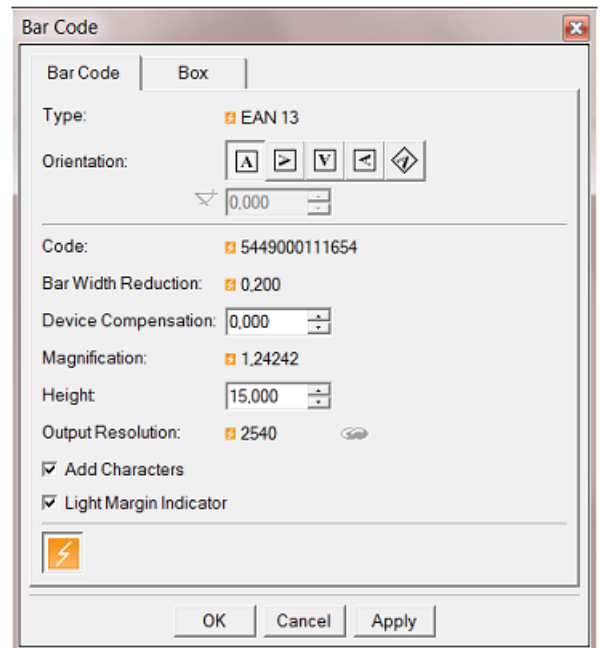 Bar Code
Bar Code Box
Type: EAN 13
Orientation: A A A A A
0,000
Code: 5449000111654
Bar Width Reduction: 0,200
Device Compensation: 0,000
Magnification: 1,24242
Height: 15,000
Output Resolution: 2540
Add Characters
Light Margin Indicator
OK Cancel Apply